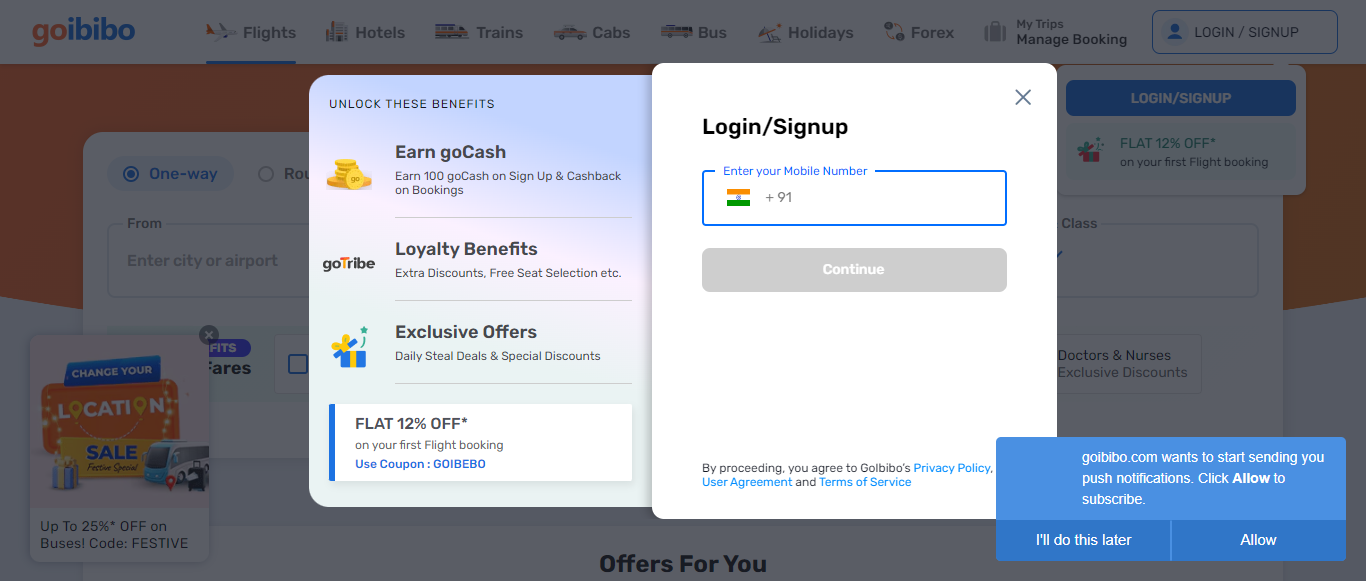 goibibo
Flights
Hotels
Trains
Cabs
Bus
Holidays
Forex
My Trips
Manage Booking
LOGIN / SIGNUP
LOGIN/SIGNUP
FLAT 12% OFF*
on your first Flight booking
One-way
From
Enter city or airport
Class
Doctors & Nurses
Exclusive Discounts
UNLOCK THESE BENEFITS
Earn goCash
Earn 100 goCash on Sign Up & Cashback
on Bookings
go
goTribe
Loyalty Benefits
Extra Discounts, Free Seat Selection etc.
Exclusive Offers
Daily Steal Deals & Special Discounts
FLAT 12% OFF*
on your first Flight booking
Use Coupon : GOIBEBO
Login/Signup
Enter your Mobile Number
+ 91
Continue
By proceeding, you agree to GoIbibo's Privacy Policy,
User Agreement and Terms of Service
CHANGE YOUR
LOCATION
SALE
Festive Special
Up To 25%* OFF on
Buses! Code: FESTIVE
Fares
Offers For You
goibibo.com wants to start sending you
push notifications. Click Allow to
subscribe.
I'll do this later
Allow